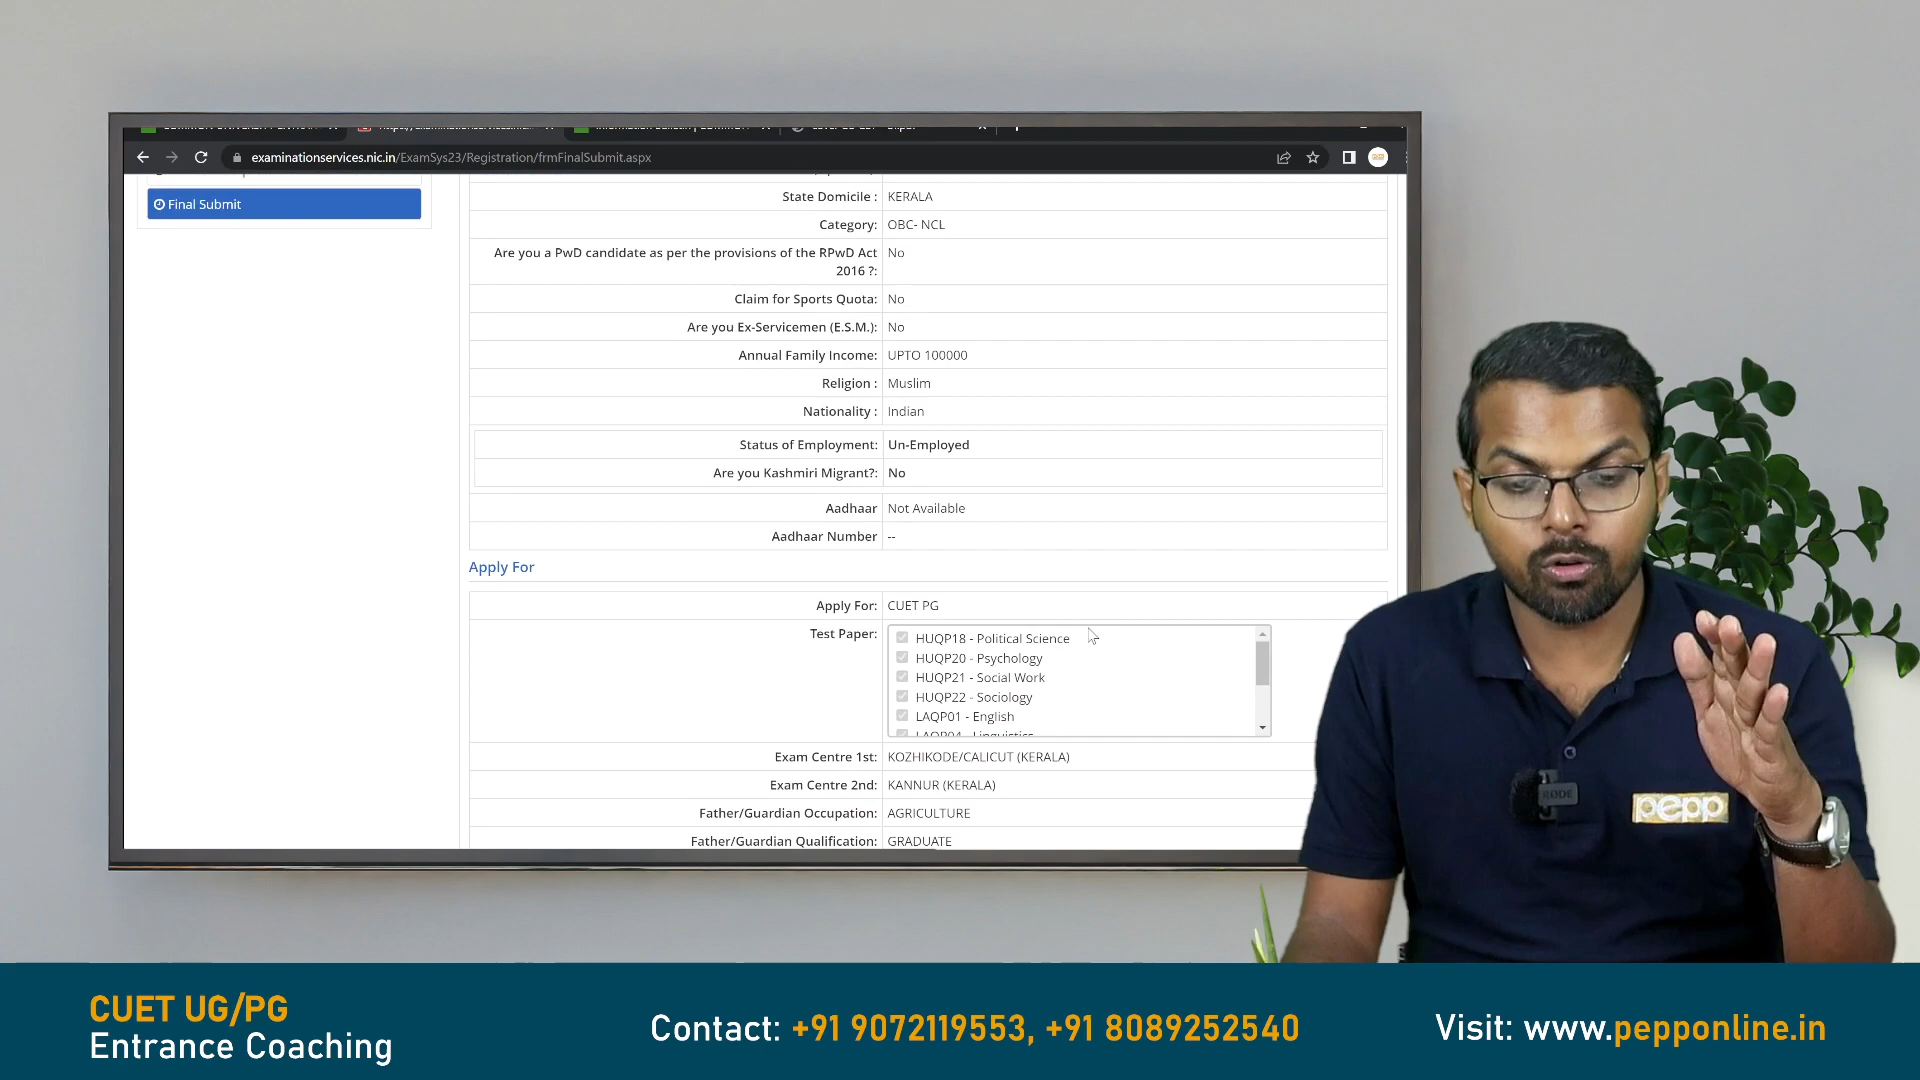 examinationservices.nic.in/ExamSys23/Registration/frmFinalSubmit.aspx
Final Submit
State Domicile : KERALA
Category: OBC- NCL
Are you a PwD candidate as per the provisions of the RPwD Act 2016 ?: No
Claim for Sports Quota: No
Are you Ex-Servicemen (E.S.M.): No
Annual Family Income: UPTO 100000
Religion : Muslim
Nationality : Indian
Status of Employment: Un-Employed
Are you Kashmiri Migrant?: No
Aadhaar Not Available
Aadhaar Number --
Apply For
Apply For: CUET PG
Test Paper: HUQP18 - Political Science
HUQP20 - Psychology
HUQP21 - Social Work
HUQP22 - Sociology
LAQP01 - English
LAQP04 - Linguistics
Exam Centre 1st: KOZHIKODE/CALICUT (KERALA)
Exam Centre 2nd: KANNUR (KERALA)
Father/Guardian Occupation: AGRICULTURE
Father/Guardian Qualification: GRADUATE
RODE
pepp
CUET UG/PG
Entrance Coaching
Contact: +91 9072119553, +91 8089252540
Visit: www.pepponline.in